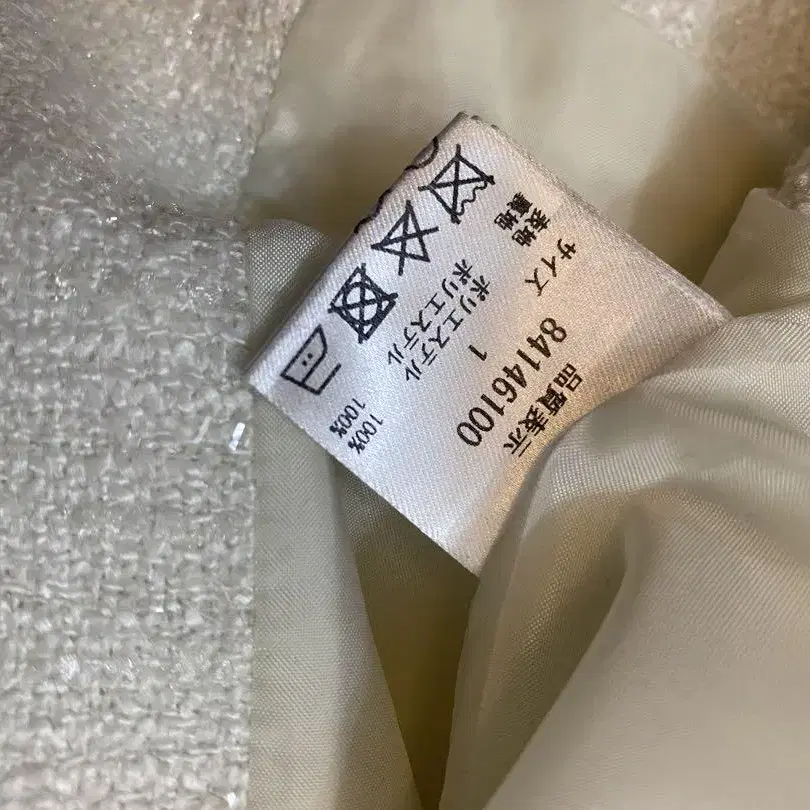 品質表示
84146100
サイズ 1
表地 ポリエステル 100%
裏地 ポリエステル 100%